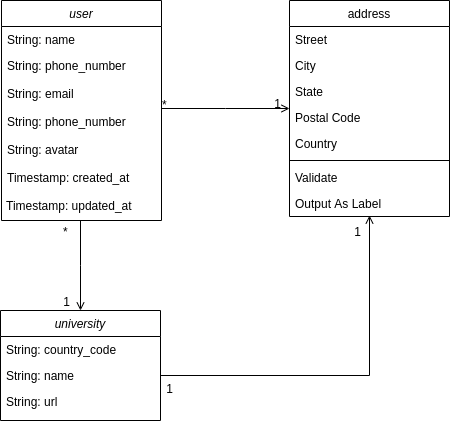 user
String: name
String: phone_number
String: email
String: phone_number
String: avatar
Timestamp: created_at
Timestamp: updated_at
address
Street
City
State
Postal Code
Country
Validate
Output As Label
*
1
*
1
1
1
university
String: country_code
String: name
String: url